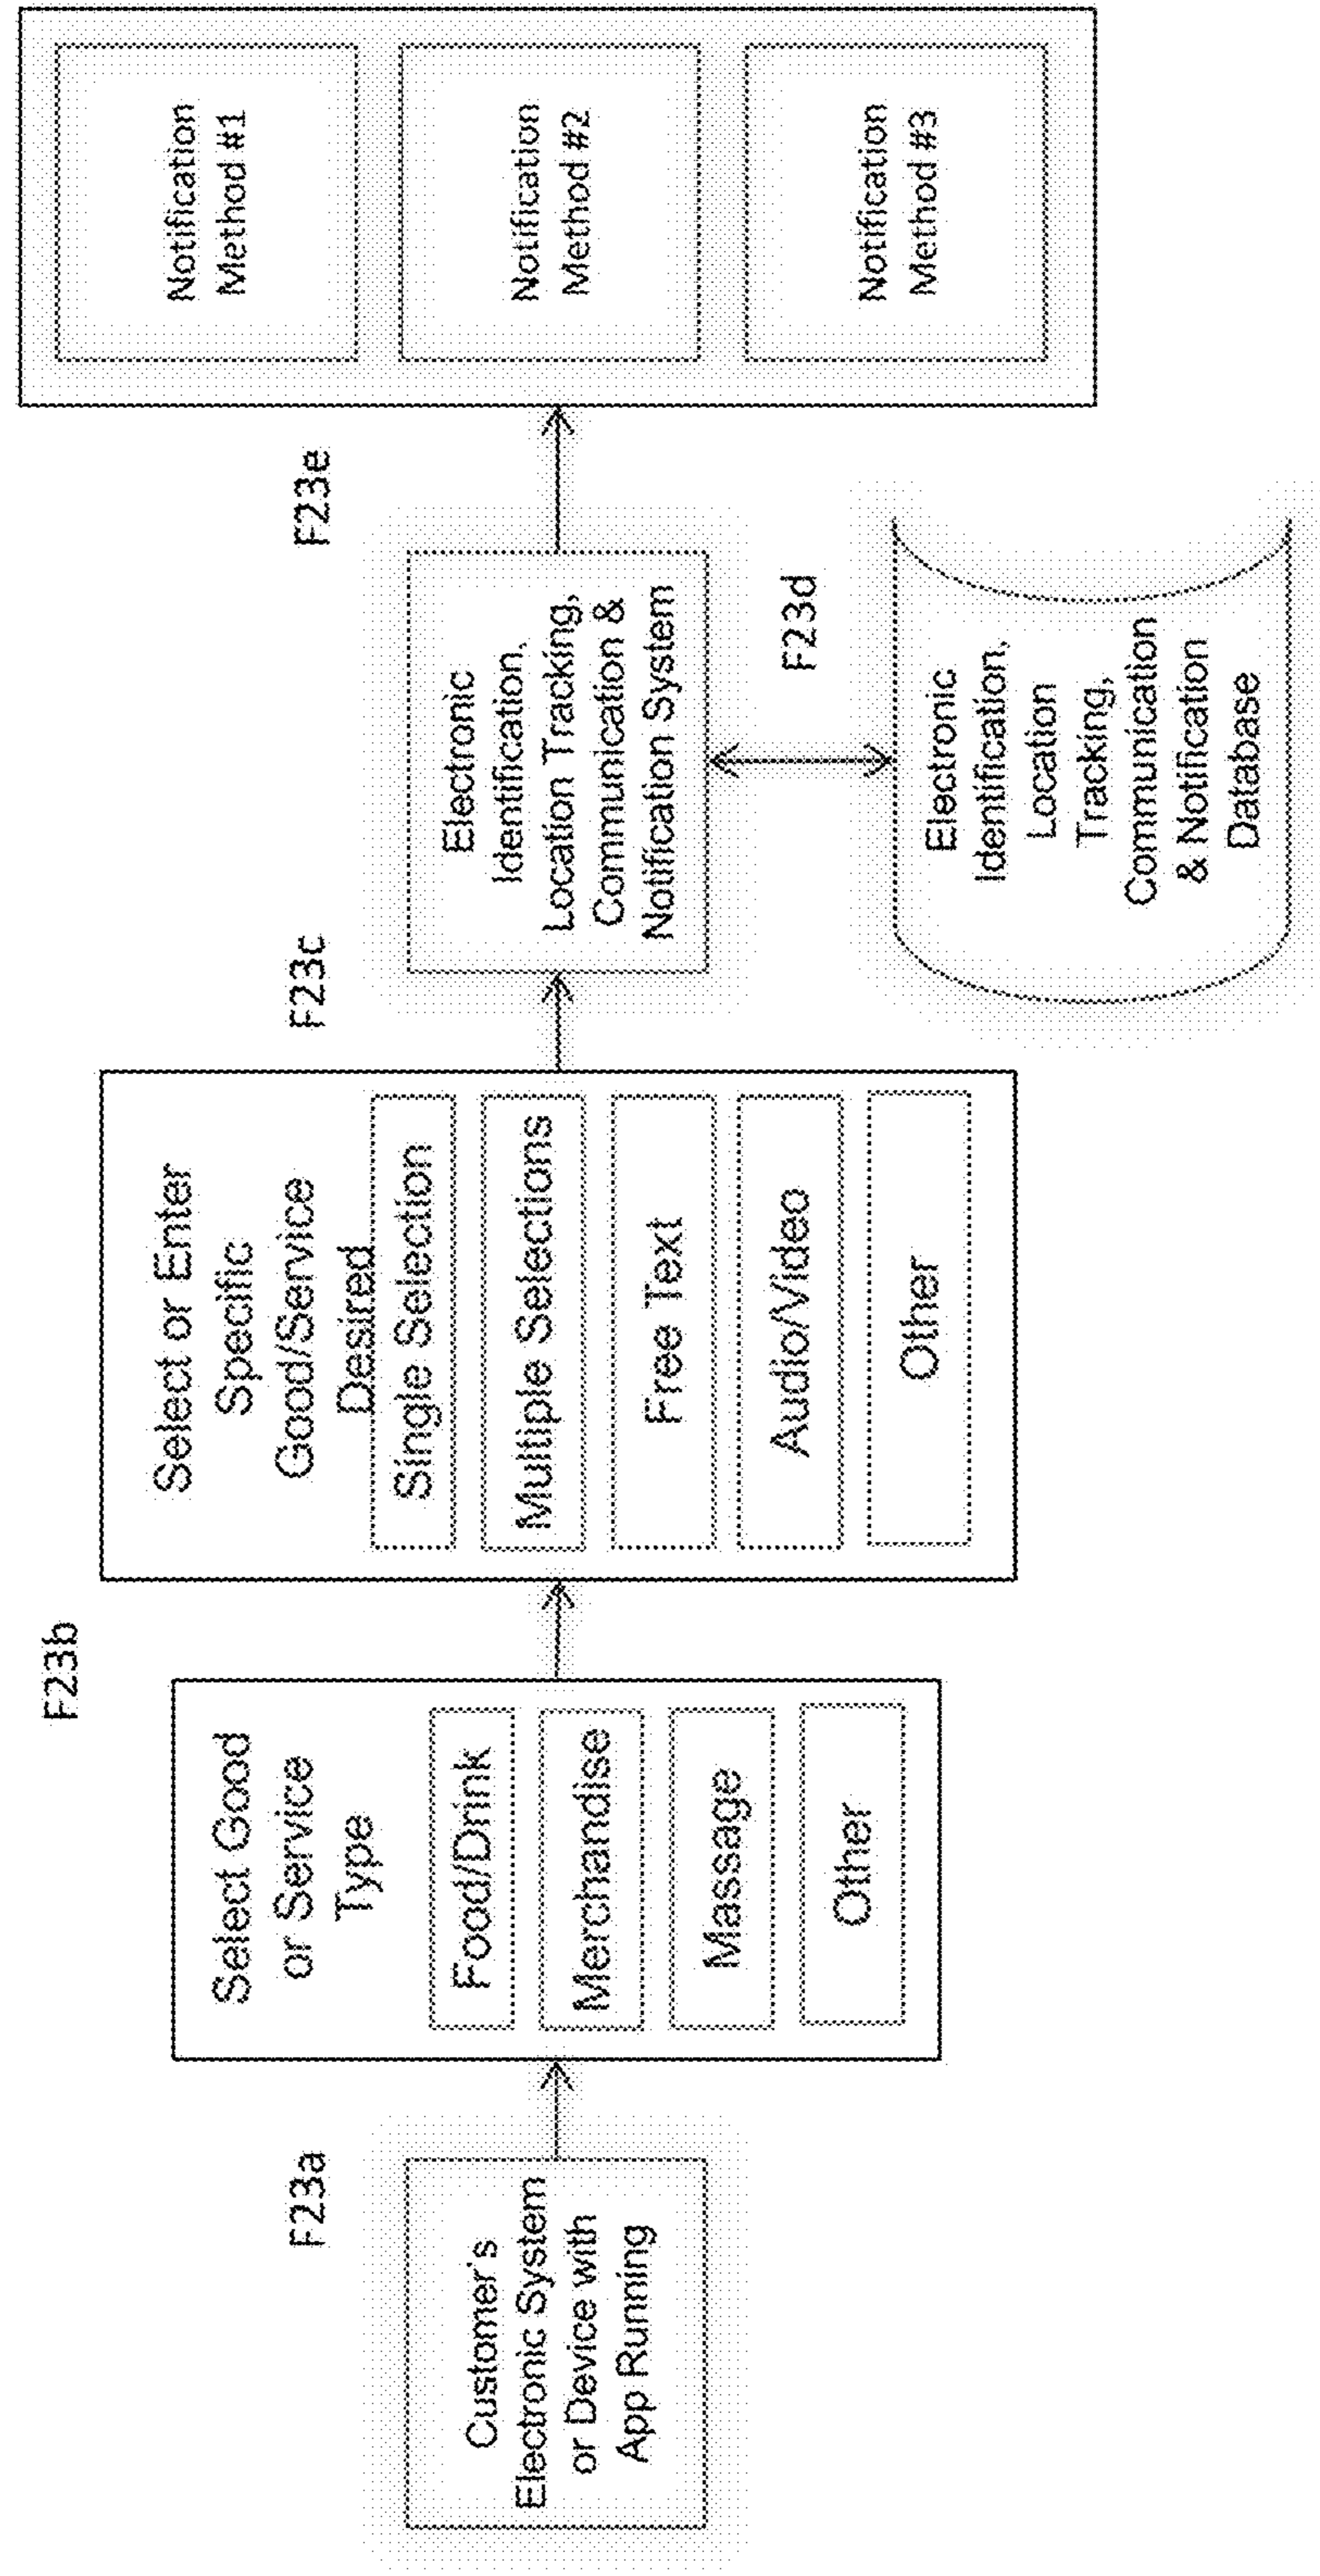 F23a
Customer's
Electronic System
or Device with
App Running
F23b
Select Good
or Service
Type
Food/Drink
Merchandise
Massage
Other
Select or Enter
Specific
Good/Service
Desired
Single Selection
Multiple Selections
Free Text
Audio/Video
Other
F23c
Electronic
Identification,
Location Tracking,
Communication &
Notification System
F23d
Electronic
Identification,
Location
Tracking,
Communication
& Notification
Database
F23e
Notification
Method #1
Notification
Method #2
Notification
Method #3